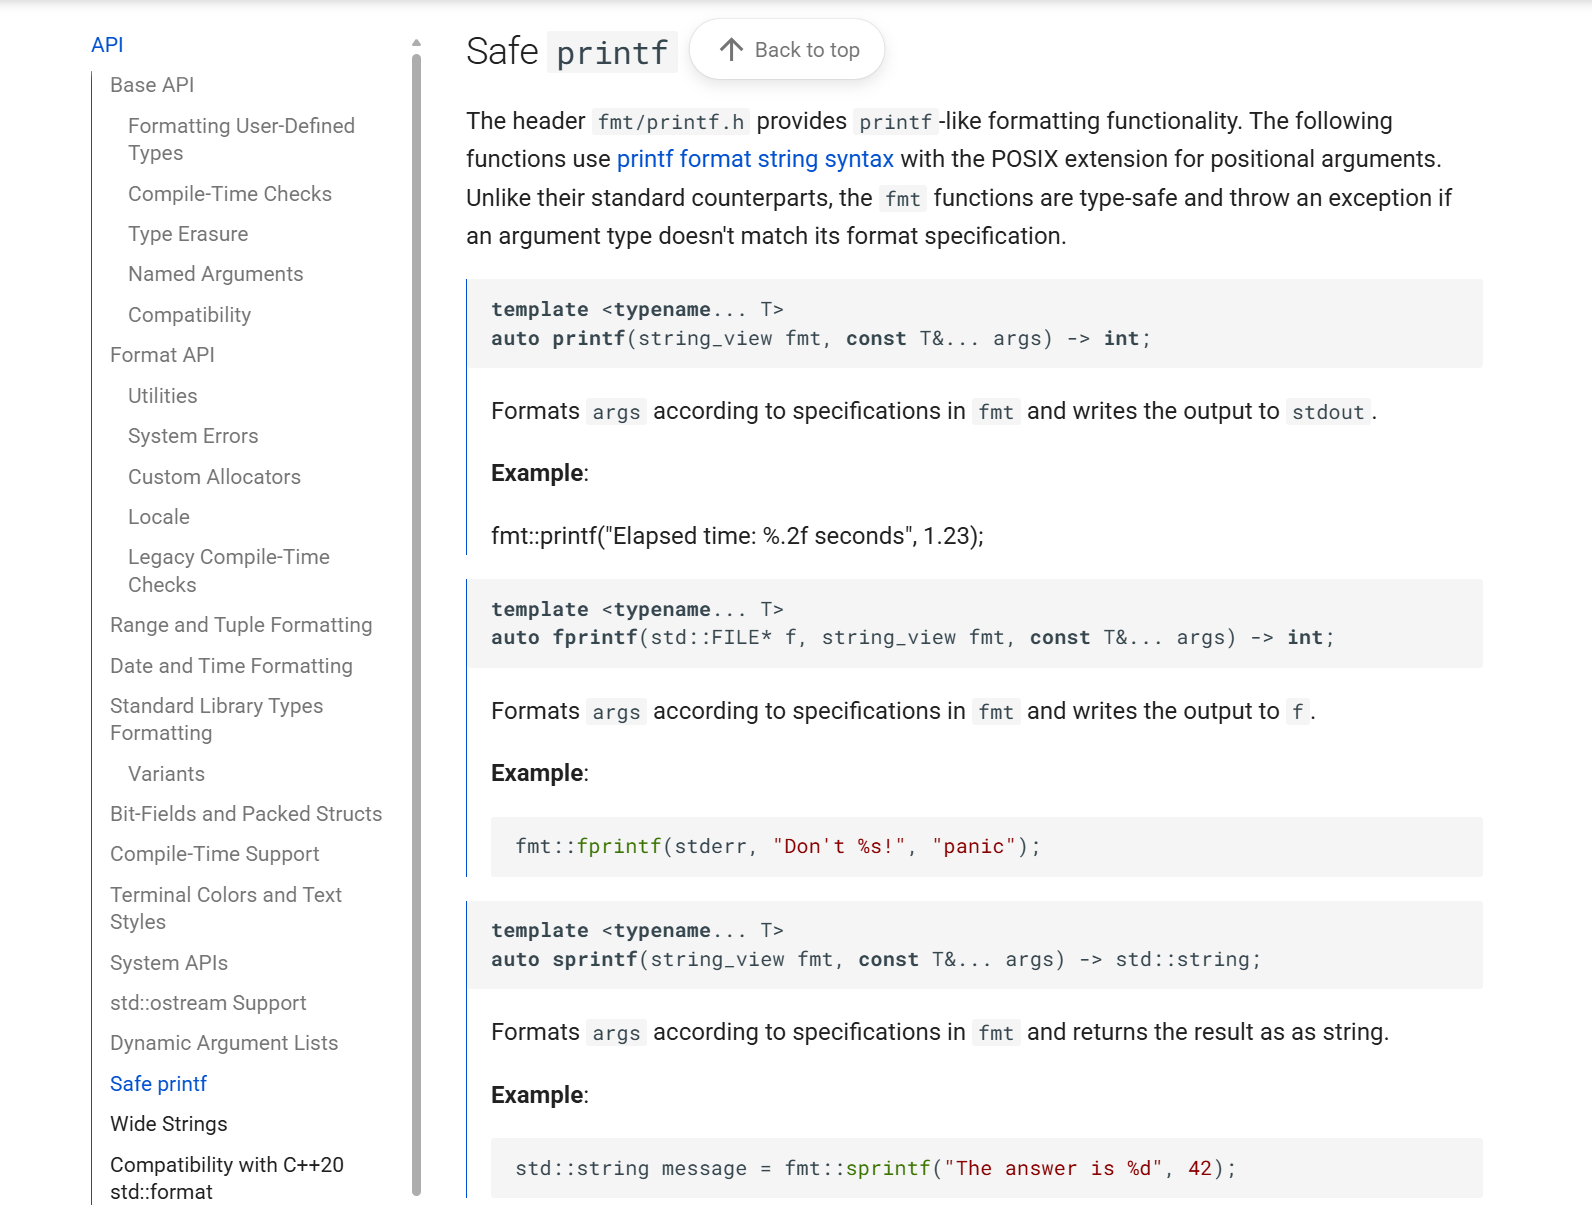 API
Base API
Formatting User-Defined
Types
Compile-Time Checks
Type Erasure
Named Arguments
Compatibility
Format API
Utilities
System Errors
Custom Allocators
Locale
Legacy Compile-Time
Checks
Range and Tuple Formatting
Date and Time Formatting
Standard Library Types
Formatting
Variants
Bit-Fields and Packed Structs
Compile-Time Support
Terminal Colors and Text
Styles
System APIs
std::ostream Support
Dynamic Argument Lists
Safe printf
Wide Strings
Compatibility with C++20
std::format
Safe printf
Back to top
The header fmt/printf.h provides printf-like formatting functionality. The following
functions use printf format string syntax with the POSIX extension for positional arguments.
Unlike their standard counterparts, the fmt functions are type-safe and throw an exception if
an argument type doesn't match its format specification.
template <typename... T>
auto printf(string_view fmt, const T&... args) -> int;
Formats args according to specifications in fmt and writes the output to stdout.
Example:
fmt::printf("Elapsed time: %.2f seconds", 1.23);
template <typename... T>
auto fprintf(std::FILE* f, string_view fmt, const T&... args) -> int;
Formats args according to specifications in fmt and writes the output to f.
Example:
fmt::fprintf(stderr, "Don't %s!", "panic");
template <typename... T>
auto sprintf(string_view fmt, const T&... args) -> std::string;
Formats args according to specifications in fmt and returns the result as as string.
Example:
std::string message = fmt::sprintf("The answer is %d", 42);